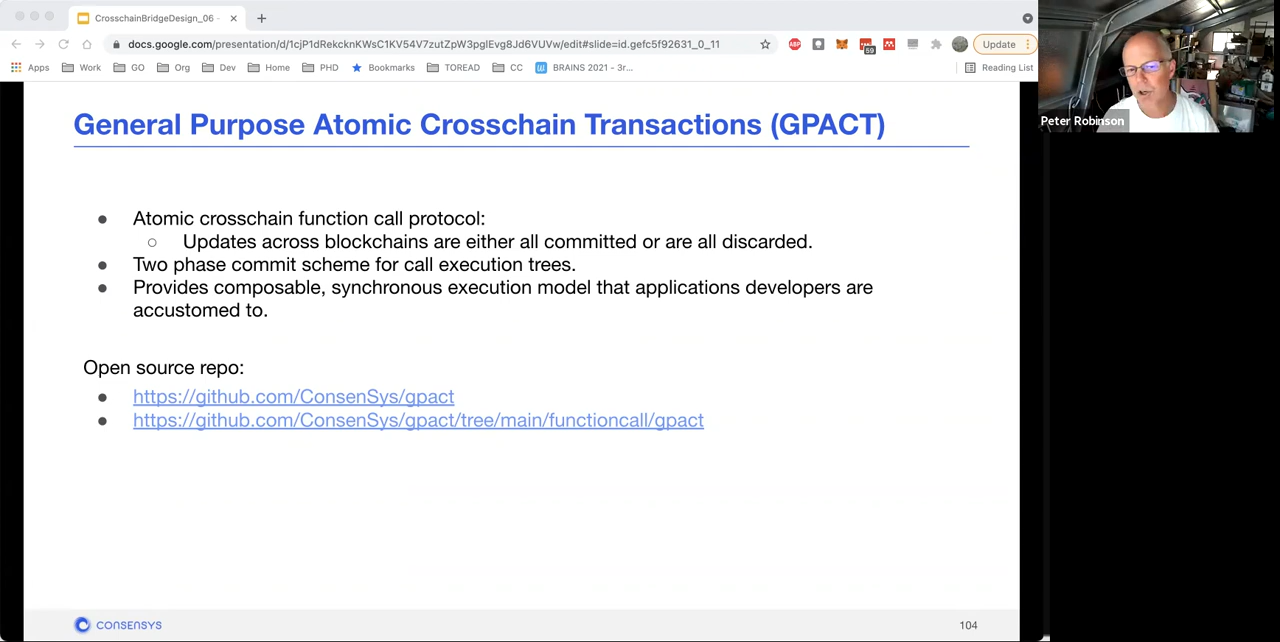 CrosschainBridgeDesign_06 -
docs.google.com/presentation/d/1cjP1dRekcknKWsC1KV54V7zutZpW3pglEvg8Jd6VUVw/edit#slide=id.gefc5f92631_0_11
ABP
59
Update
Apps
Work
GO
Org
Dev
Home
PHD
Bookmarks
TOREAD
CC
BRAINS 2021 - 3r...
Reading List
Peter Robinson
General Purpose Atomic Crosschain Transactions (GPACT)
Atomic crosschain function call protocol:
Updates across blockchains are either all committed or are all discarded.
Two phase commit scheme for call execution trees.
Provides composable, synchronous execution model that applications developers are
accustomed to.
Open source repo:
https://github.com/ConsenSys/gpact
https://github.com/ConsenSys/gpact/tree/main/functioncall/gpact
CONSENSYS
104